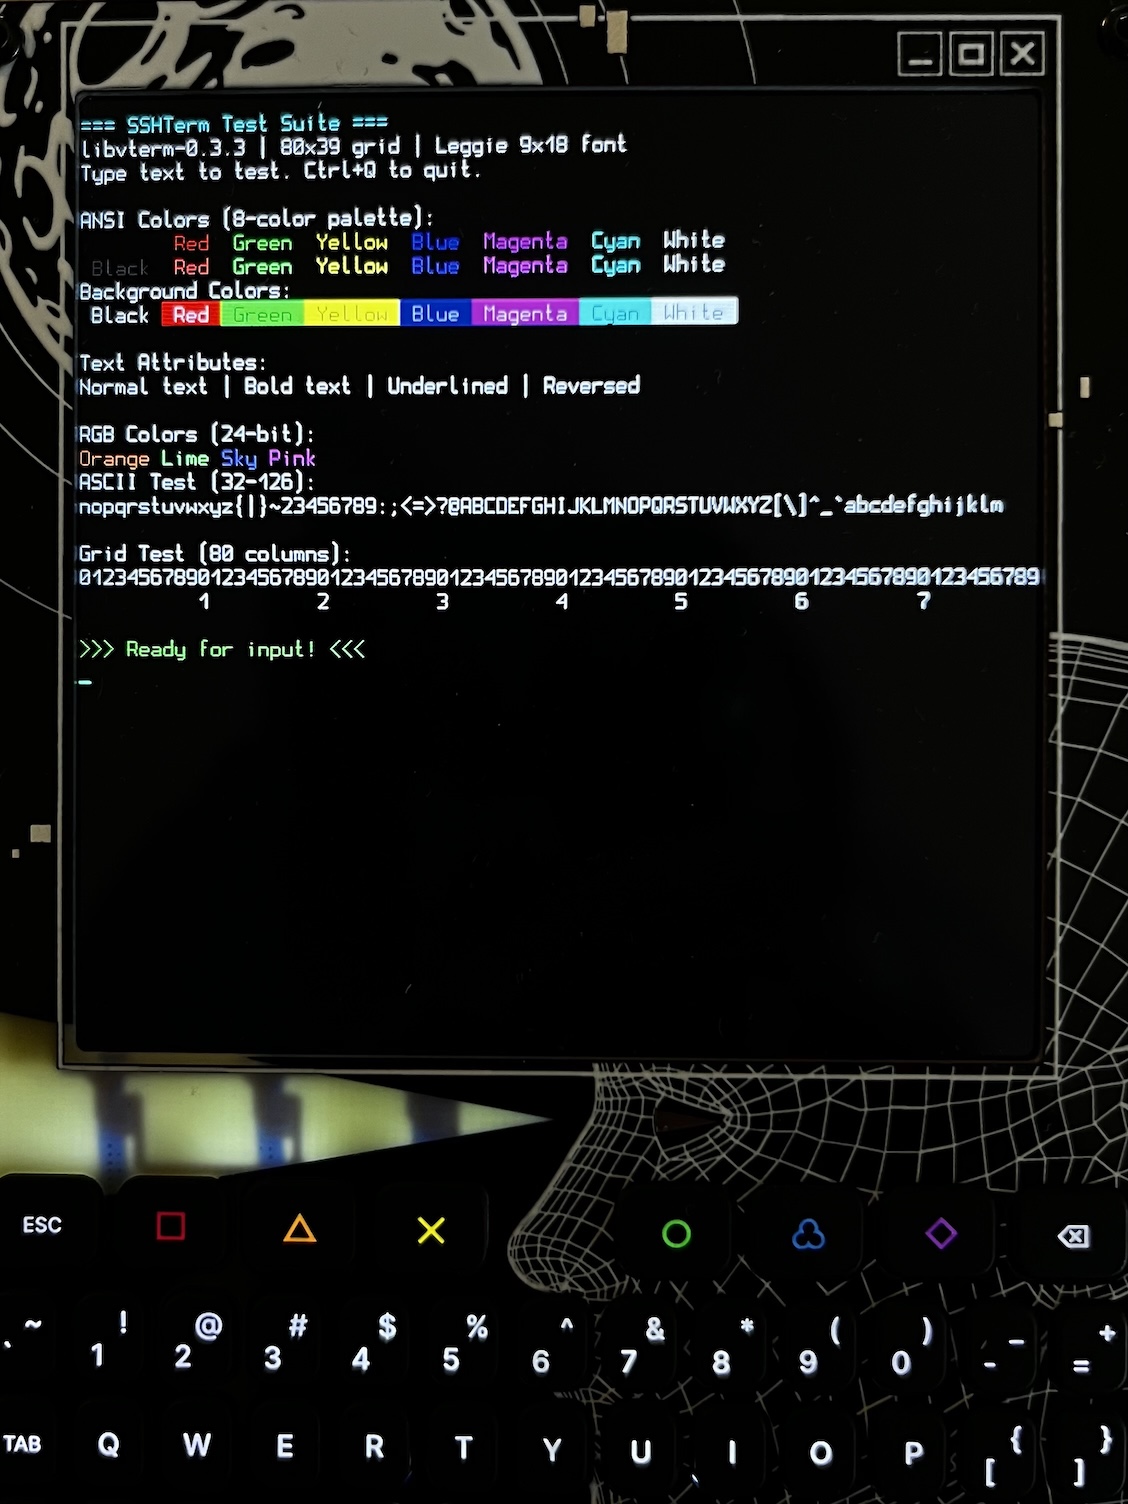 === SSHTerm Test Suite ===
libvterm-0.3.3 | 80x39 grid | Leggie 9x18 font
Type text to test. Ctrl+Q to quit.
ANSI Colors (8-color palette):
Red Green Yellow Blue Magenta Cyan White
Black Red Green Yellow Blue Magenta Cyan White
Background Colors:
Black Red Green Yellow Blue Magenta Cyan White
Text Attributes:
Normal text | Bold text | Underlined | Reversed
RGB Colors (24-bit):
Orange Lime Sky Pink
ASCII Test (32-126):
nopqrstuvwxyz{|}~23456789:;<=>?@ABCDEFGHIJKLMNOPQRSTUVWXYZ[\]^_`abcdefghijklm
Grid Test (80 columns):
01234567890123456789012345678901234567890123456789012345678901234567890123456789
1 2 3 4 5 6 7
>>> Ready for input! <<<
_
ESC
~ ! @ # $ % ^ & * ( ) _ +
` 1 2 3 4 5 6 7 8 9 0 - =
TAB Q W E R T Y U I O P { }
[ ]